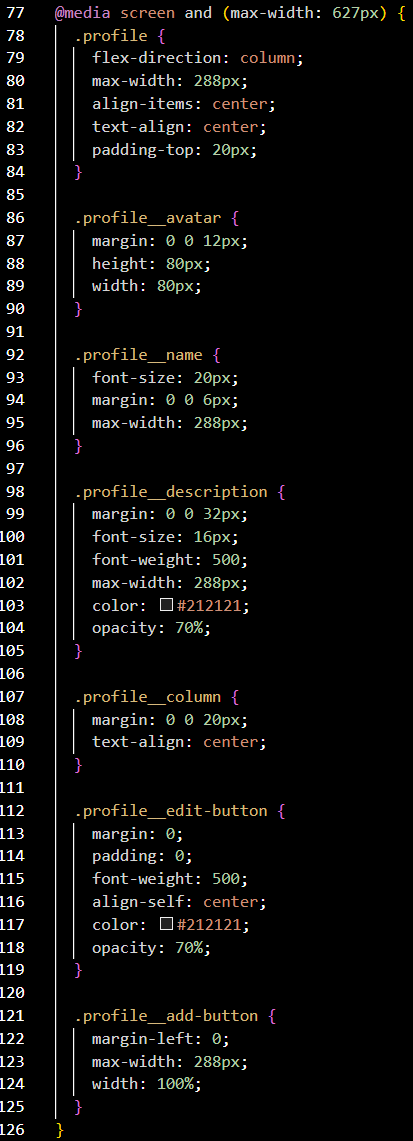 77 @media screen and (max-width: 627px) {
78 .profile {
79 flex-direction: column;
80 max-width: 288px;
81 align-items: center;
82 text-align: center;
83 padding-top: 20px;
84 }
85
86 .profile__avatar {
87 margin: 0 0 12px;
88 height: 80px;
89 width: 80px;
90 }
91
92 .profile__name {
93 font-size: 20px;
94 margin: 0 0 6px;
95 max-width: 288px;
96 }
97
98 .profile__description {
99 margin: 0 0 32px;
100 font-size: 16px;
101 font-weight: 500;
102 max-width: 288px;
103 color: #212121;
104 opacity: 70%;
105 }
106
107 .profile__column {
108 margin: 0 0 20px;
109 text-align: center;
110 }
111
112 .profile__edit-button {
113 margin: 0;
114 padding: 0;
115 font-weight: 500;
116 align-self: center;
117 color: #212121;
118 opacity: 70%;
119 }
120
121 .profile__add-button {
122 margin-left: 0;
123 max-width: 288px;
124 width: 100%;
125 }
126 }